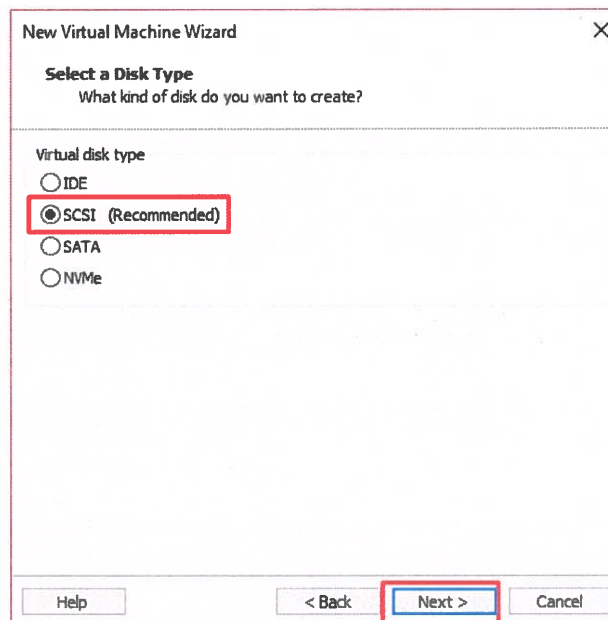 New Virtual Machine Wizard
Select a Disk Type
What kind of disk do you want to create?
Virtual disk type
IDE
SCSI (Recommended)
SATA
NVMe
Help
< Back
Next >
Cancel